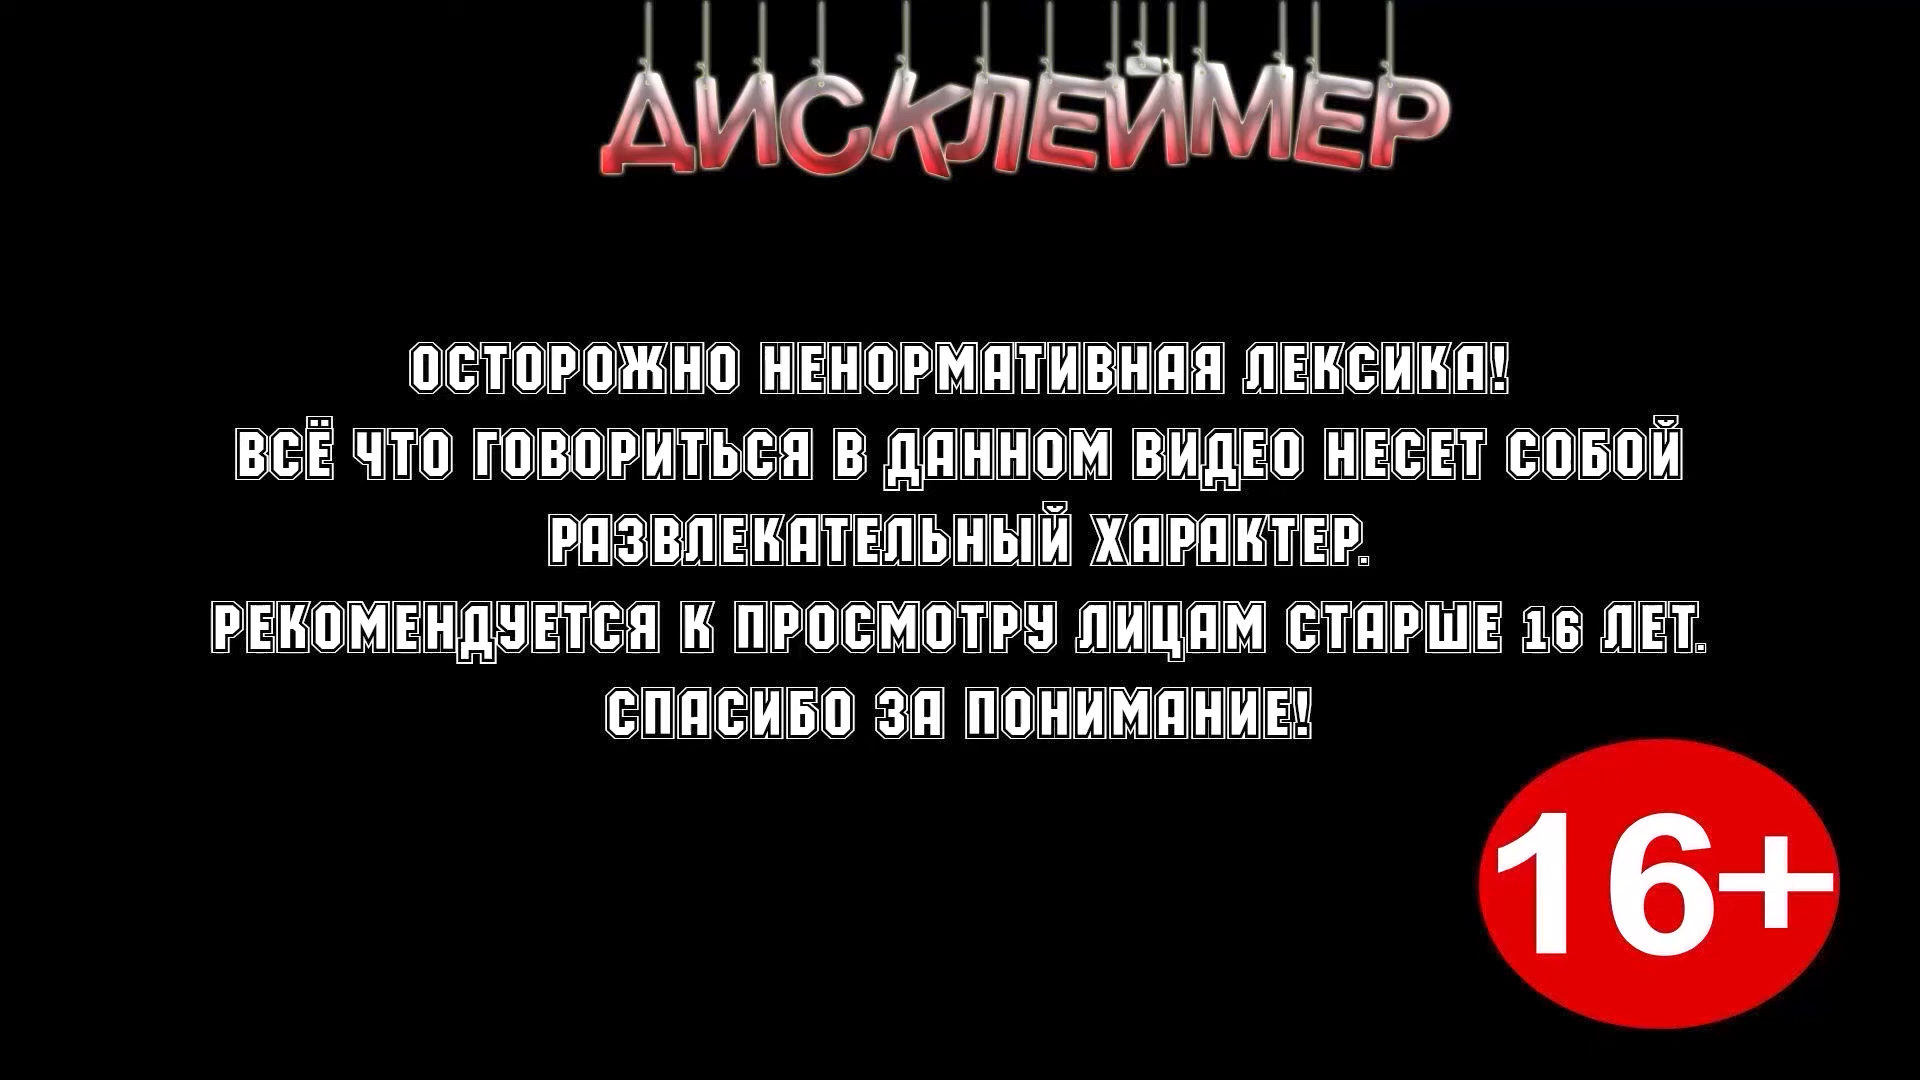 ДИСКЛЕЙМЕР
ОСТОРОЖНО НЕНОРМАТИВНАЯ ЛЕКСИКА!
ВСЁ ЧТО ГОВОРИТЬСЯ В ДАННОМ ВИДЕО НЕСЕТ СОБОЙ
РАЗВЛЕКАТЕЛЬНЫЙ ХАРАКТЕР.
РЕКОМЕНДУЕТСЯ К ПРОСМОТРУ ЛИЦАМ СТАРШЕ 16 ЛЕТ.
СПАСИБО ЗА ПОНИМАНИЕ!
16+